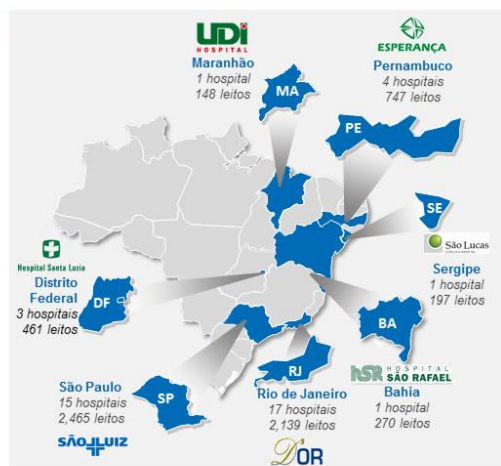 UDI
HOSPITAL
Maranhão
1 hospital
148 leitos
MA
ESPERANÇA
Pernambuco
4 hospitais
747 leitos
PE
SE
São Lucas
Sergipe
1 hospital
197 leitos
Hospital Santa Luzia
Distrito
Federal
3 hospitais
461 leitos
DF
BA
hsr HOSPITAL
SÃO RAFAEL
Bahia
1 hospital
270 leitos
São Paulo
15 hospitais
2,465 leitos
SÃO LUIZ
SP
RJ
Rio de Janeiro
17 hospitais
2,139 leitos
D'OR